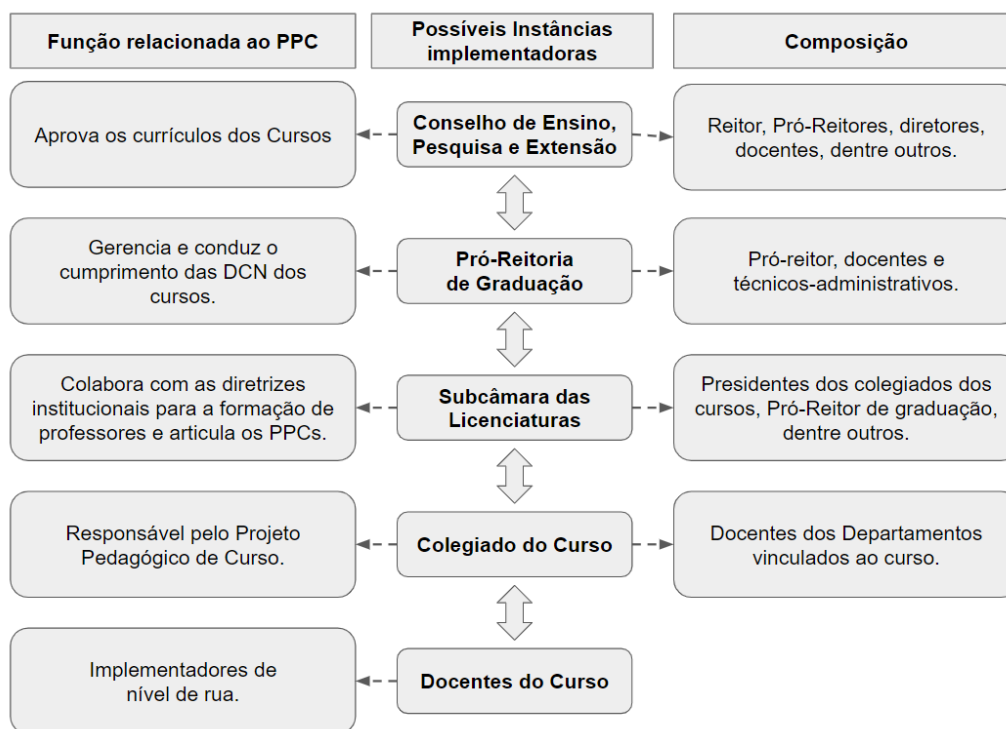 Função relacionada ao PPC
Possíveis Instâncias
implementadoras
Composição
Aprova os currículos dos Cursos
Conselho de Ensino,
Pesquisa e Extensão
Reitor, Pró-Reitores, diretores,
docentes, dentre outros.
Gerencia e conduz o
cumprimento das DCN dos
cursos.
Pró-Reitoria
de Graduação
Pró-reitor, docentes e
técnicos-administrativos.
Colabora com as diretrizes
institucionais para a formação de
professores e articula os PPCs.
Subcâmara das
Licenciaturas
Presidentes dos colegiados dos
cursos, Pró-Reitor de graduação,
dentre outros.
Responsável pelo Projeto
Pedagógico de Curso.
Colegiado do Curso
Docentes dos Departamentos
vinculados ao curso.
Implementadores de
nível de rua.
Docentes do Curso